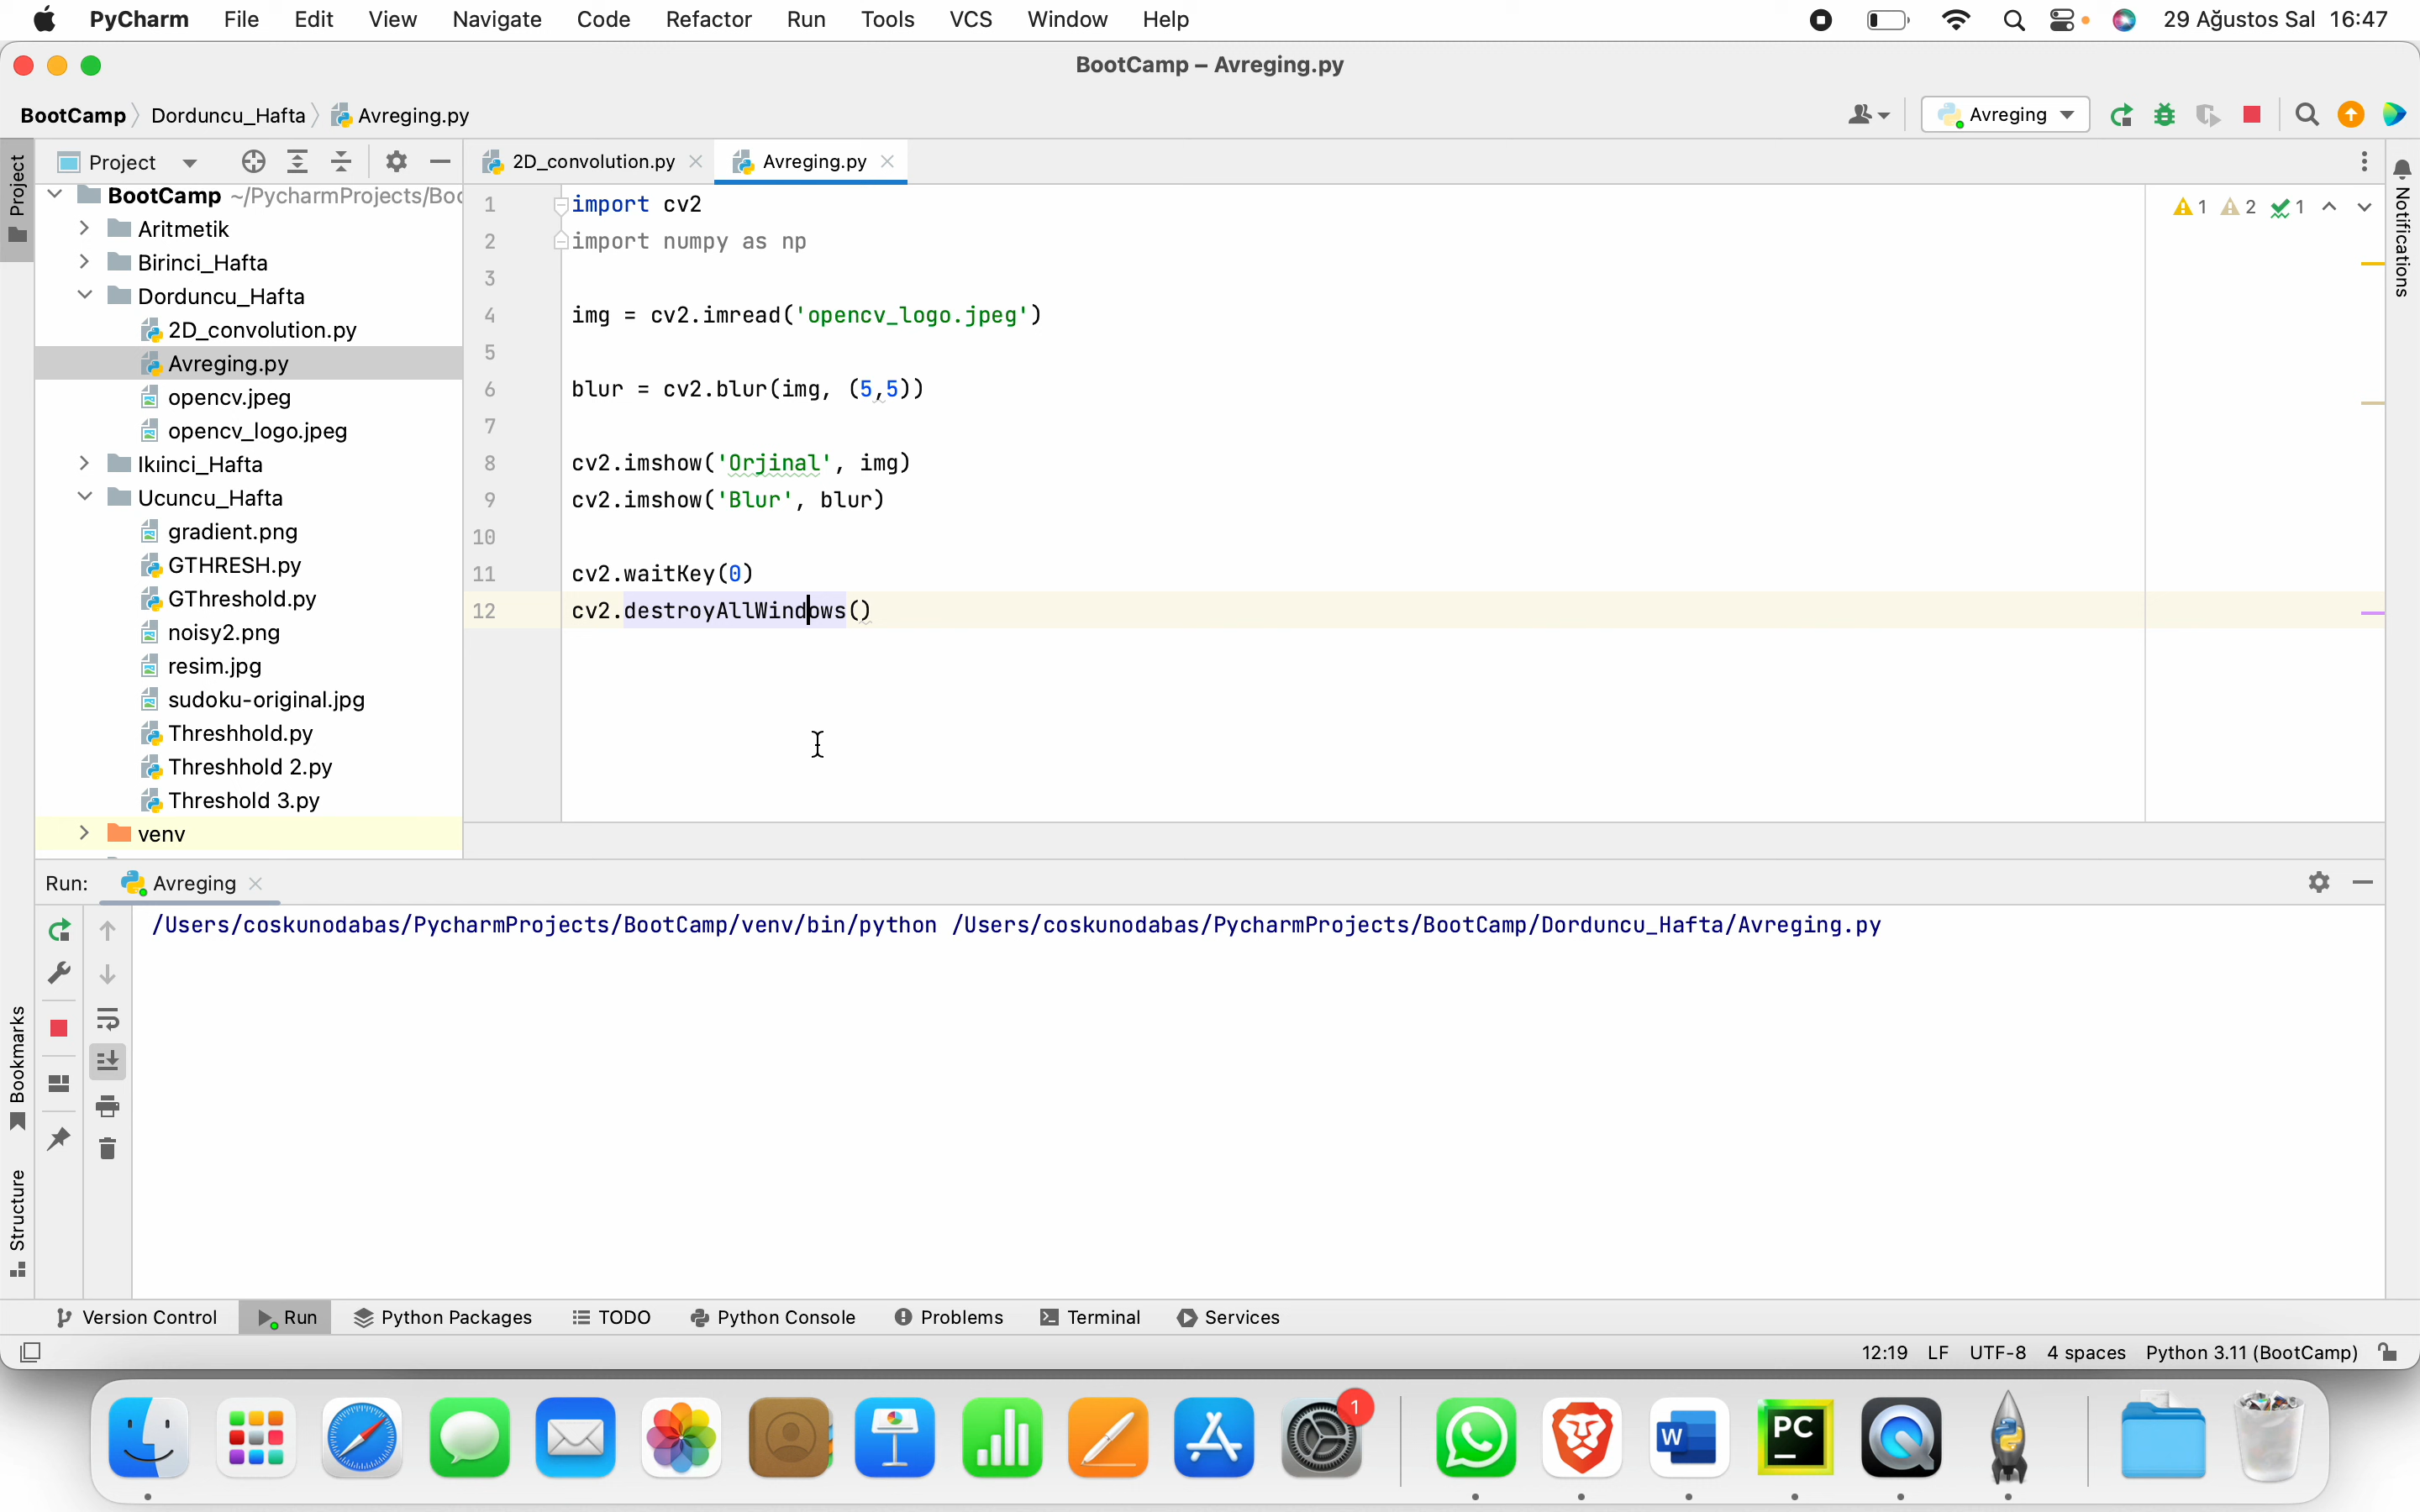 PyCharm File Edit View Navigate Code Refactor Run Tools VCS Window Help 29 Ağustos Sal 16:47
BootCamp – Avreging.py
BootCamp Dorduncu_Hafta Avreging.py Avreging
Project 2D_convolution.py Avreging.py
Project
Notifications
BootCamp ~/PycharmProjects/Boo
Aritmetik
Birinci_Hafta
Dorduncu_Hafta
2D_convolution.py
Avreging.py
opencv.jpeg
opencv_logo.jpeg
Ikıinci_Hafta
Ucuncu_Hafta
gradient.png
GTHRESH.py
GThreshold.py
noisy2.png
resim.jpg
sudoku-original.jpg
Threshhold.py
Threshhold 2.py
Threshold 3.py
venv
1 import cv2
2 import numpy as np
3
4 img = cv2.imread('opencv_logo.jpeg')
5
6 blur = cv2.blur(img, (5,5))
7
8 cv2.imshow('Orjinal', img)
9 cv2.imshow('Blur', blur)
10
11 cv2.waitKey(0)
12 cv2.destroyAllWindows()
1 2 1
Run: Avreging
/Users/coskunodabas/PycharmProjects/BootCamp/venv/bin/python /Users/coskunodabas/PycharmProjects/BootCamp/Dorduncu_Hafta/Avreging.py
Bookmarks
Structure
Version Control Run Python Packages TODO Python Console Problems Terminal Services
12:19 LF UTF-8 4 spaces Python 3.11 (BootCamp)
1
W
PC